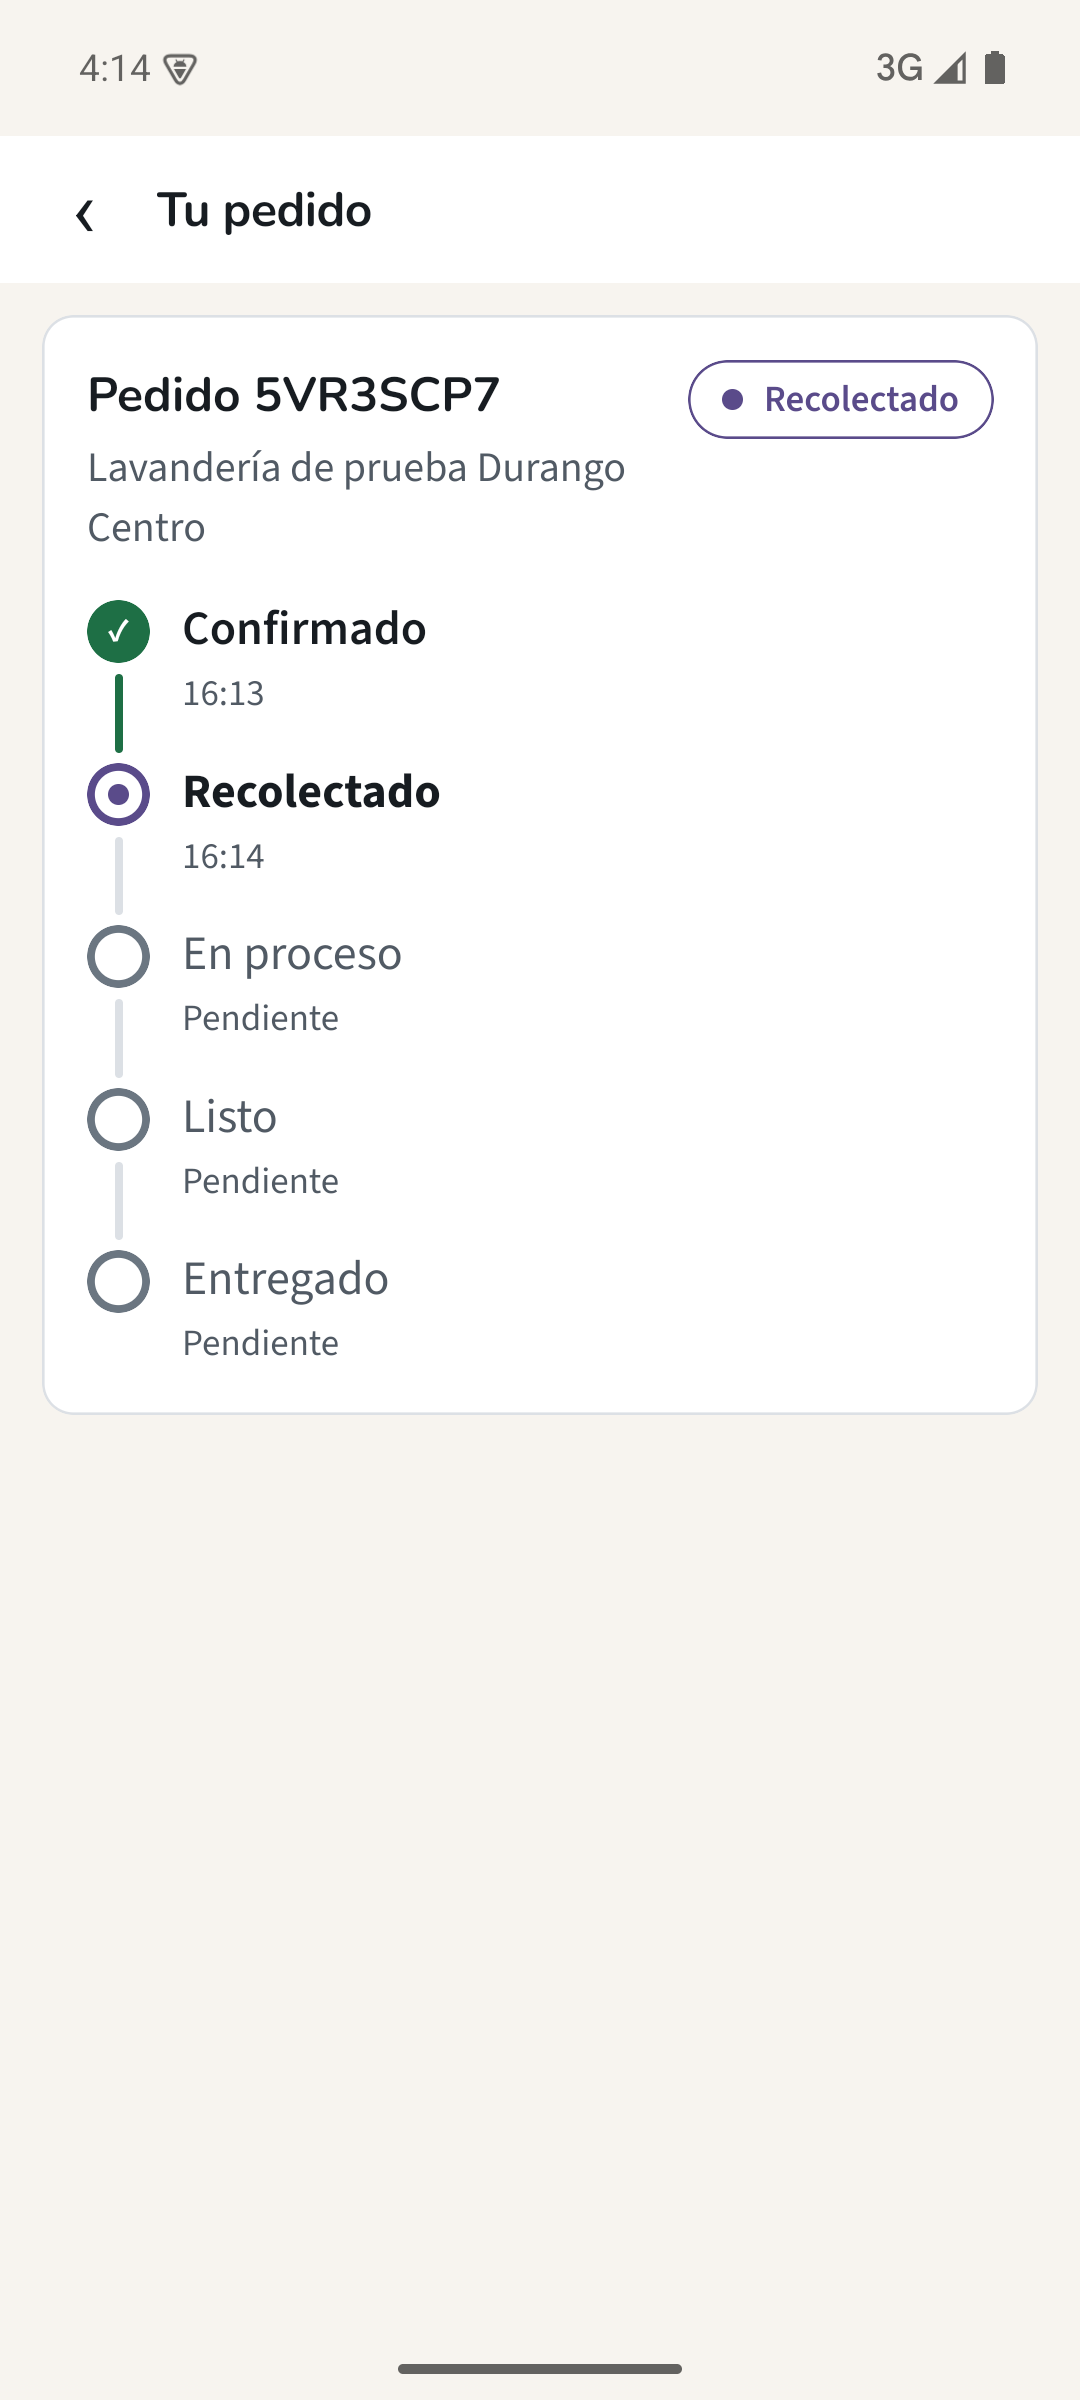 4:14
3G
‹ Tu pedido
Pedido 5VR3SCP7
Recolectado
Lavandería de prueba Durango
Centro
✓ Confirmado
16:13
Recolectado
16:14
En proceso
Pendiente
Listo
Pendiente
Entregado
Pendiente